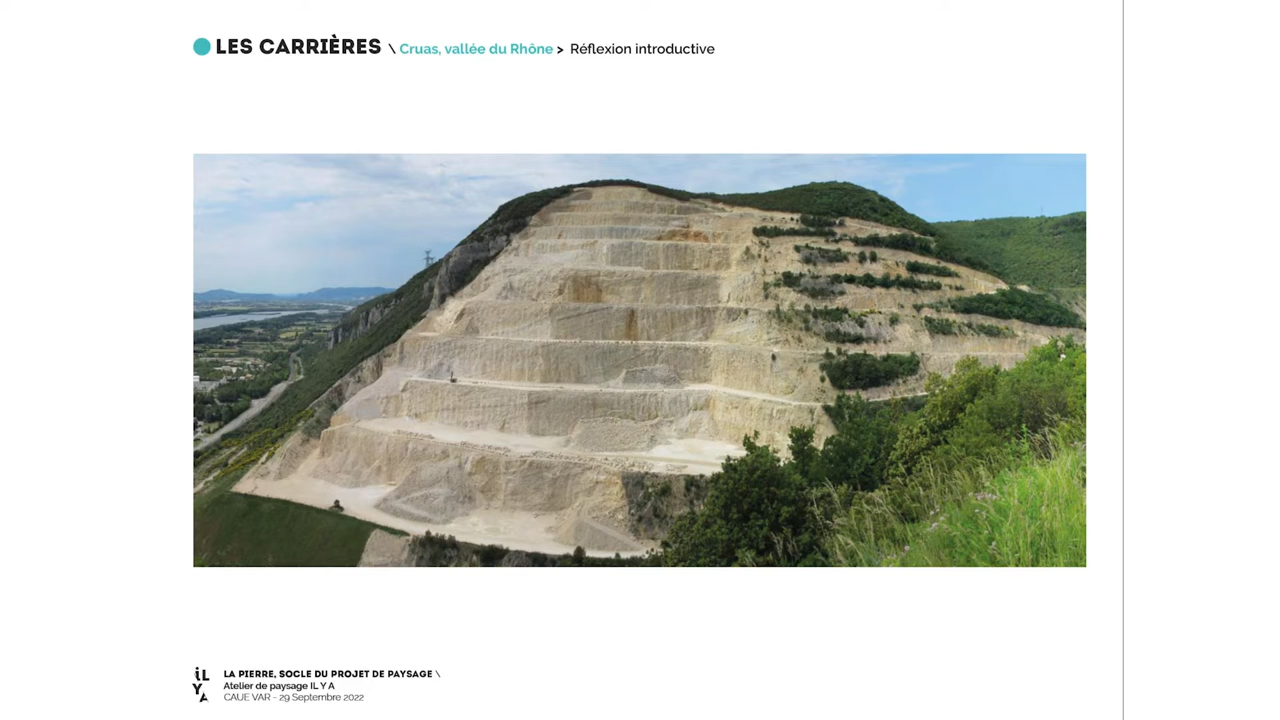 LES CARRIÈRES \ Cruas, vallée du Rhône > Réflexion introductive
iL
YA
LA PIERRE, SOCLE DU PROJET DE PAYSAGE \
Atelier de paysage IL Y A
CAUE VAR - 29 Septembre 2022